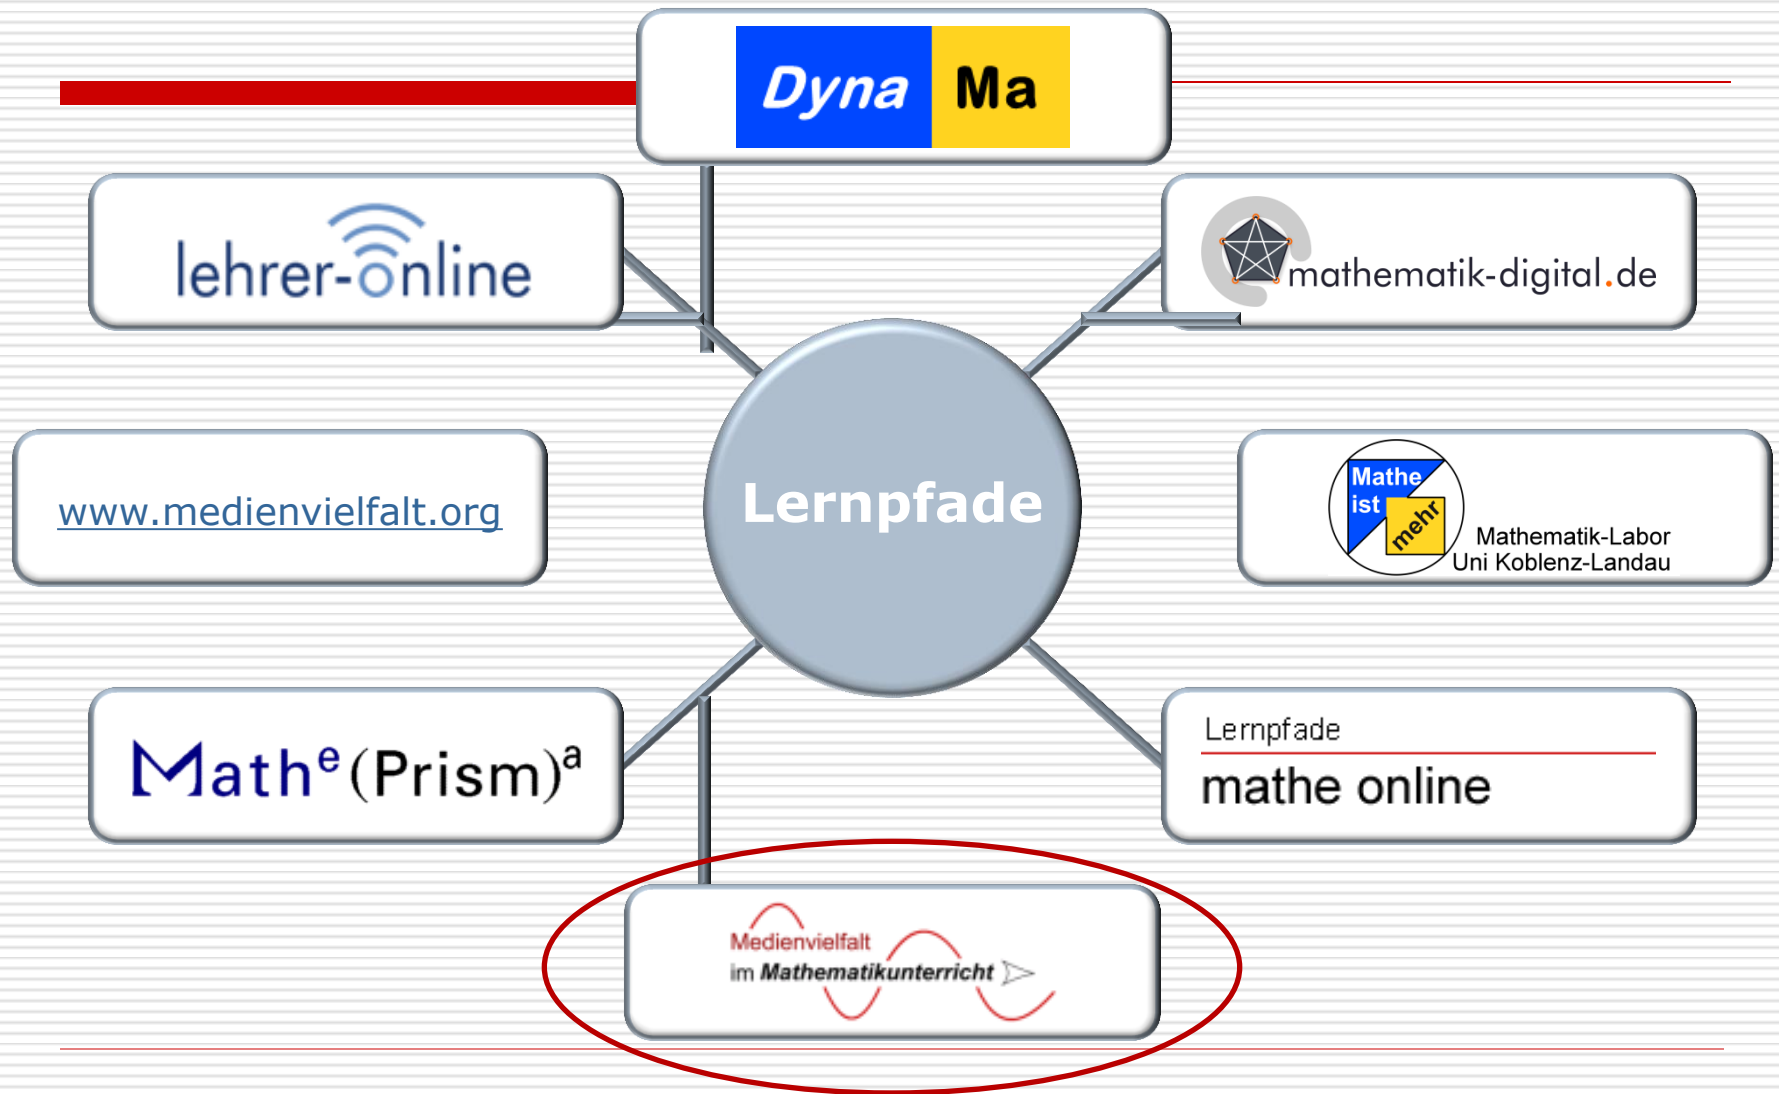 Dyna Ma
lehrer-online
mathematik-digital.de
www.medienvielfalt.org
Lernpfade
Mathe
ist
mehr
Mathematik-Labor
Uni Koblenz-Landau
Mathe(Prism)a
Lernpfade
mathe online
Medienvielfalt
im Mathematikunterricht